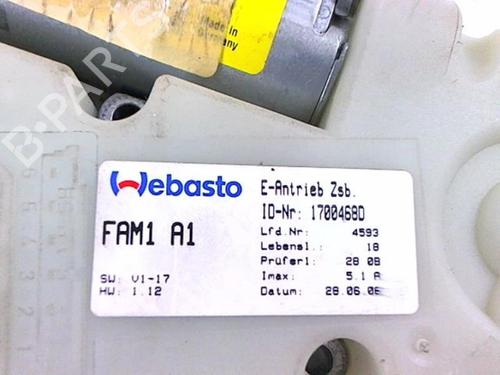 Made in
Germany
B-PARTS
Webasto
FAM1 A1
SW: V1-17
HW: 1.12
E-Antrieb Zsb.
ID-Nr: 1700468D
Lfd.Nr: 4593
Lebensl.: 18
Prüferl: 28 08
Imax: 5.1 A
Datum: 28.06.06